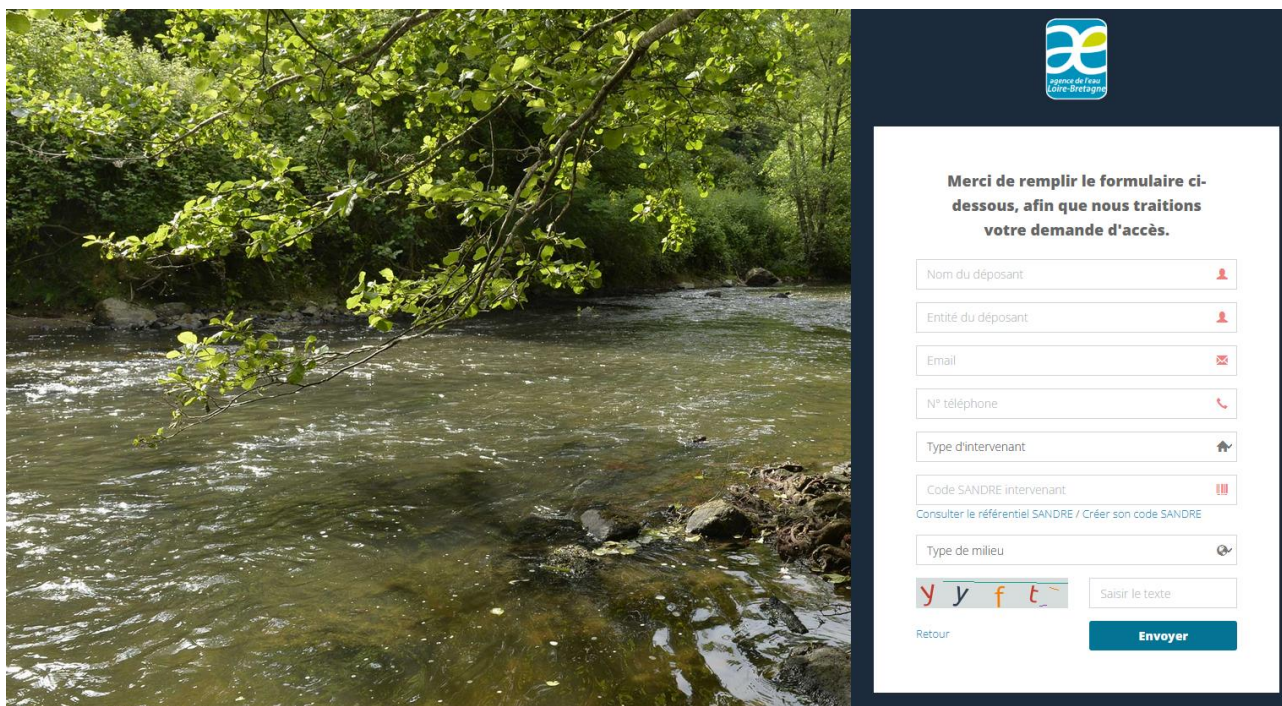 agence de l'eau
Loire-Bretagne
Merci de remplir le formulaire ci-
dessous, afin que nous traitions
votre demande d'accès.
Nom du déposant
Entité du déposant
Email
N° téléphone
Type d'intervenant
Code SANDRE intervenant
Consulter le référentiel SANDRE / Créer son code SANDRE
Type de milieu
y y f t
Saisir le texte
Retour
Envoyer